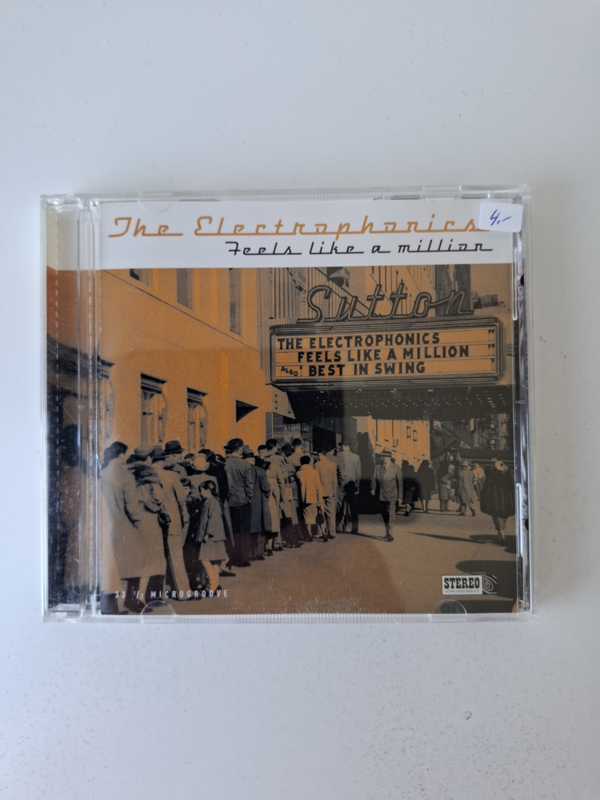 The Electrophonics
4,-
Feels like a million
Sutton
THE ELECTROPHONICS "
FEELS LIKE A MILLION "
ALSO ! BEST IN SWING
33 1/3 MICROGROOVE
STEREO